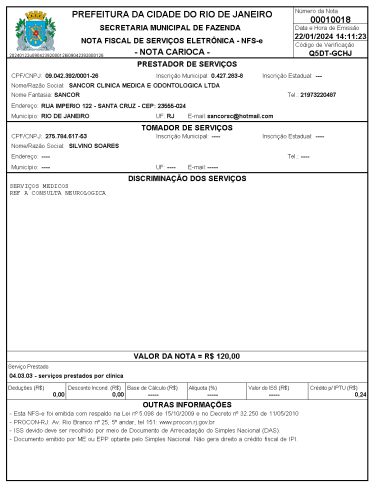 PREFEITURA DA CIDADE DO RIO DE JANEIRO
SECRETARIA MUNICIPAL DE FAZENDA
NOTA FISCAL DE SERVIÇOS ELETRÔNICA - NFS-e
- NOTA CARIOCA -
Número da Nota
00010018
Data e Hora de Emissão
22/01/2024 14:11:23
Código de Verificação
Q5DT-GCHJ
PRESTADOR DE SERVIÇOS
CPF/CNPJ: 09.042.392/0001-26 Inscrição Municipal: 0.427.283-8 Inscrição Estadual: ---
Nome/Razão Social: SANCOR CLINICA MEDICA E ODONTOLOGICA LTDA
Nome Fantasia: SANCOR Tel.: 21973220487
Endereço: RUA IMPERIO 122 - SANTA CRUZ - CEP: 23555-024
Município: RIO DE JANEIRO UF: RJ E-mail: sancorsc@hotmail.com
TOMADOR DE SERVIÇOS
CPF/CNPJ: 275.784.617-53 Inscrição Municipal: ---- Inscrição Estadual: ----
Nome/Razão Social: SILVINO SOARES
Endereço: ---- Tel.: ----
Município: ---- UF: ---- E-mail: -----
DISCRIMINAÇÃO DOS SERVIÇOS
SERVIÇOS MEDICOS
REF A CONSULTA NEUROLOGICA
VALOR DA NOTA = R$ 120,00
Serviço Prestado
04.03.03 - serviços prestados por clínica
Deduções (R$) Desconto Incond. (R$) Base de Cálculo (R$) Alíquota (%) Valor do ISS (R$) Crédito p/ IPTU (R$)
0,00 0,00 ----- ----- ----- 0,24
OUTRAS INFORMAÇÕES
- Esta NFS-e foi emitida com respaldo na Lei nº 5.098 de 15/10/2009 e no Decreto nº 32.250 de 11/05/2010
- PROCON-RJ: Av. Rio Branco nº 25, 5º andar, tel 151: www.procon.rj.gov.br
- ISS devido deve ser recolhido por meio de Documento de Arrecadação do Simples Nacional (DAS).
- Documento emitido por ME ou EPP optante pelo Simples Nacional. Não gera direito a crédito fiscal de IPI.